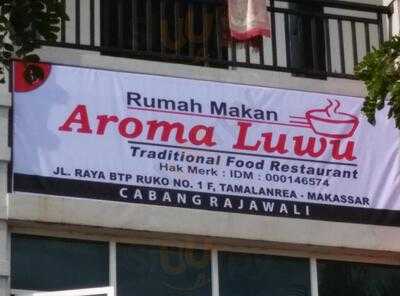 Rumah Makan
Aroma Luwu
Traditional Food Restaurant
Hak Merk : IDM : 000146574
JL. RAYA BTP RUKO NO. 1 F, TAMALANREA - MAKASSAR
CABANG RAJAWALI